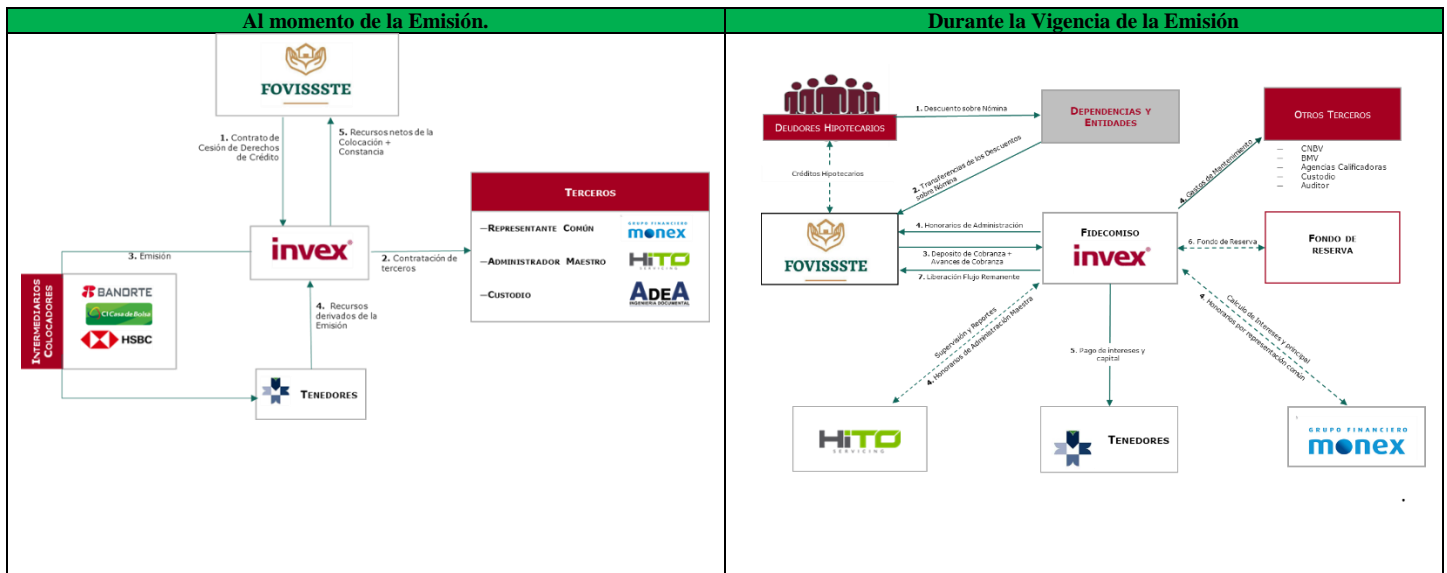 Al momento de la Emisión.
FOVISSSTE
1. Contrato de
Cesión de Derechos
de Crédito
5. Recursos netos de la
Colocación +
Constancia
TERCEROS
—REPRESENTANTE COMÚN
GRUPO FINANCIERO
monex
—ADMINISTRADOR MAESTRO
HiTO
SERVICING
—CUSTODIO
ADEA
INGENIERIA DOCUMENTAL
invex
3. Emisión
2. Contratación de
terceros
INTERMEDIARIOS
COLOCADORES
BANORTE
CI Casa de Bolsa
HSBC
4. Recursos
derivados de la
Emisión
TENEDORES
Durante la Vigencia de la Emisión
DEUDORES HIPOTECARIOS
1. Descuento sobre Nómina
DEPENDENCIAS Y
ENTIDADES
OTROS TERCEROS
— CNBV
— BMV
— Agencias Calificadoras
— Custodio
— Auditor
Créditos Hipotecarios
2. Transferencias de los Descuentos
sobre Nómina
4. Gastos de Mantenimiento
FOVISSSTE
4. Honorarios de Administración
3. Deposito de Cobranza +
Avances de Cobranza
7. Liberación Flujo Remanente
FIDECOMISO
invex
6. Fondo de Reserva
FONDO DE
RESERVA
Supervisión y Reportes
4. Honorarios de Administración Maestra
5. Pago de intereses y
capital
Calculo de Intereses y principal
4. Honorarios por representación común
HiTO
SERVICING
TENEDORES
GRUPO FINANCIERO
monex
.